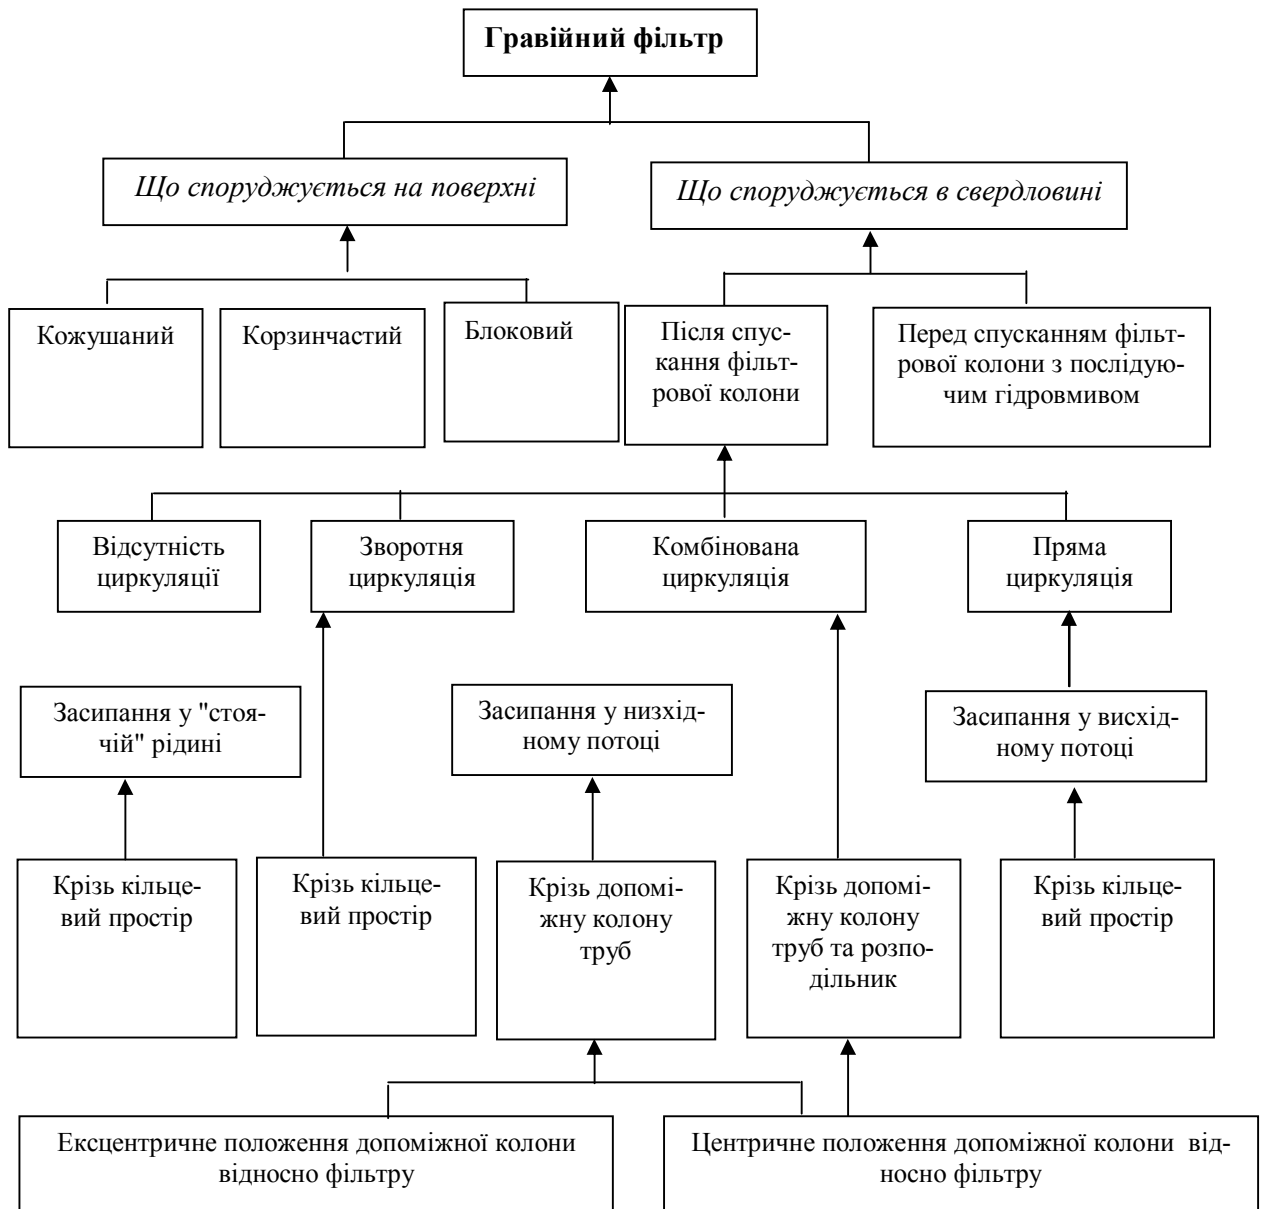 Гравійний фільтр
Що споруджується на поверхні
Що споруджується в свердловині
Кожушаний
Корзинчастий
Блоковий
Після спус-
кання фільт-
рової колони
Перед спусканням фільт-
рової колони з послідую-
чим гідровмивом
Відсутність
циркуляції
Зворотня
циркуляція
Комбінована
циркуляція
Пряма
циркуляція
Засипання у "стоя-
чій" рідині
Засипання у низхід-
ному потоці
Засипання у висхід-
ному потоці
Крізь кільце-
вий простір
Крізь кільце-
вий простір
Крізь допомі-
жну колону
труб
Крізь допомі-
жну колону
труб та розпо-
дільник
Крізь кільце-
вий простір
Ексцентричне положення допоміжної колони
відносно фільтру
Центричне положення допоміжної колони від-
носно фільтру